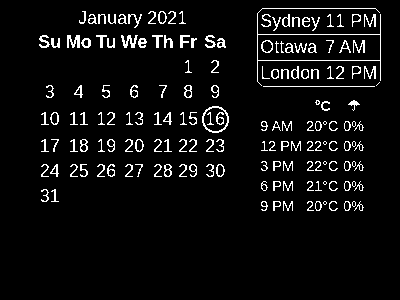 January 2021
Su Mo Tu We Th Fr Sa
1 2
3 4 5 6 7 8 9
10 11 12 13 14 15 16
17 18 19 20 21 22 23
24 25 26 27 28 29 30
31
Sydney 11 PM
Ottawa 7 AM
London 12 PM
°C ☂
9 AM 20°C 0%
12 PM 22°C 0%
3 PM 22°C 0%
6 PM 21°C 0%
9 PM 20°C 0%